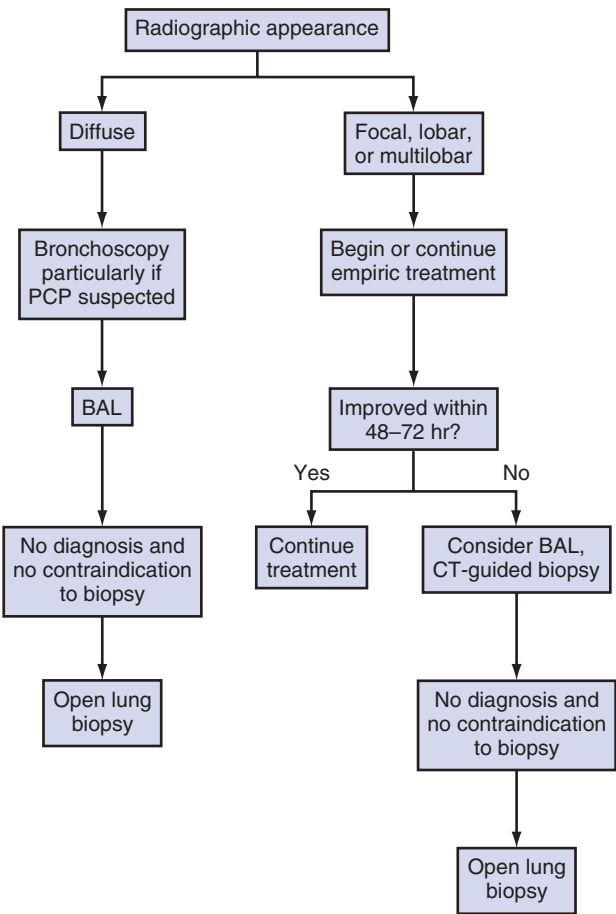 Radiographic appearance
Diffuse
Focal, lobar,
or multilobar
Bronchoscopy
particularly if
PCP suspected
Begin or continue
empiric treatment
BAL
Improved within
48–72 hr?
Yes
No
No diagnosis and
no contraindication
to biopsy
Continue
treatment
Consider BAL,
CT-guided biopsy
Open lung
biopsy
No diagnosis and
no contraindication
to biopsy
Open lung
biopsy